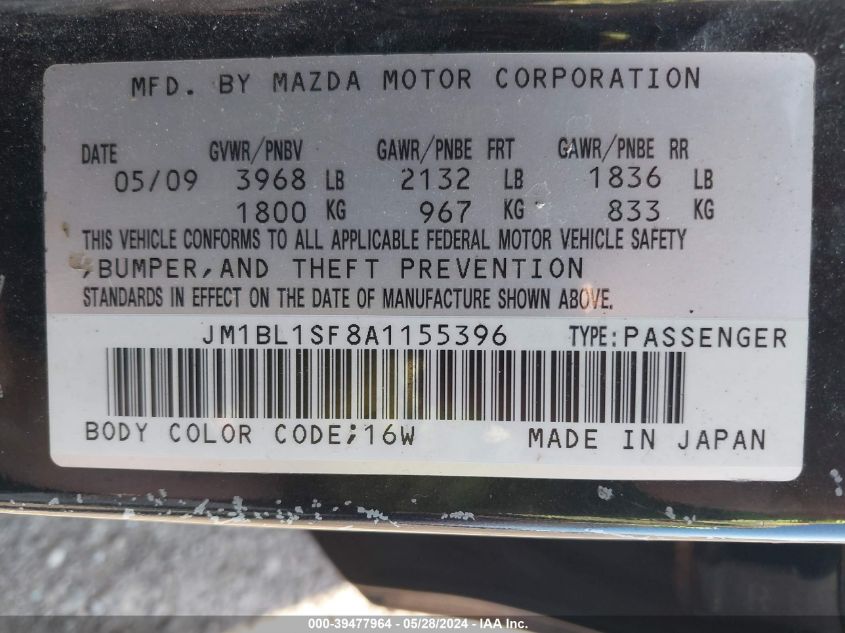 MFD. BY MAZDA MOTOR CORPORATION
DATE GVWR/PNBV GAWR/PNBE FRT GAWR/PNBE RR
05/09 3968 LB 2132 LB 1836 LB
1800 KG 967 KG 833 KG
THIS VEHICLE CONFORMS TO ALL APPLICABLE FEDERAL MOTOR VEHICLE SAFETY
,BUMPER,AND THEFT PREVENTION
STANDARDS IN EFFECT ON THE DATE OF MANUFACTURE SHOWN ABOVE.
JM1BL1SF8A1155396 TYPE:PASSENGER
BODY COLOR CODE;16W MADE IN JAPAN
000-39477964 - 05/28/2024 - IAA Inc.